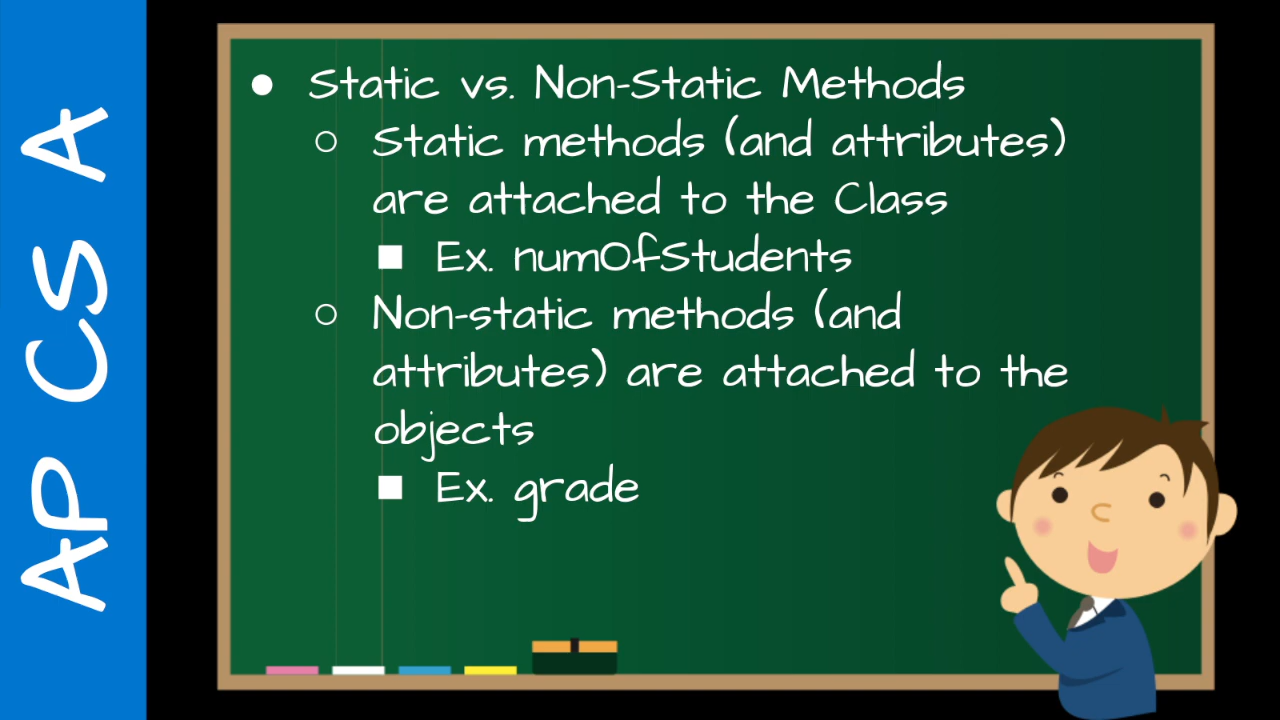 AP CS A
● Static vs. Non-Static Methods
○ Static methods (and attributes)
are attached to the Class
■ Ex. numOfStudents
○ Non-static methods (and
attributes) are attached to the
objects
■ Ex. grade